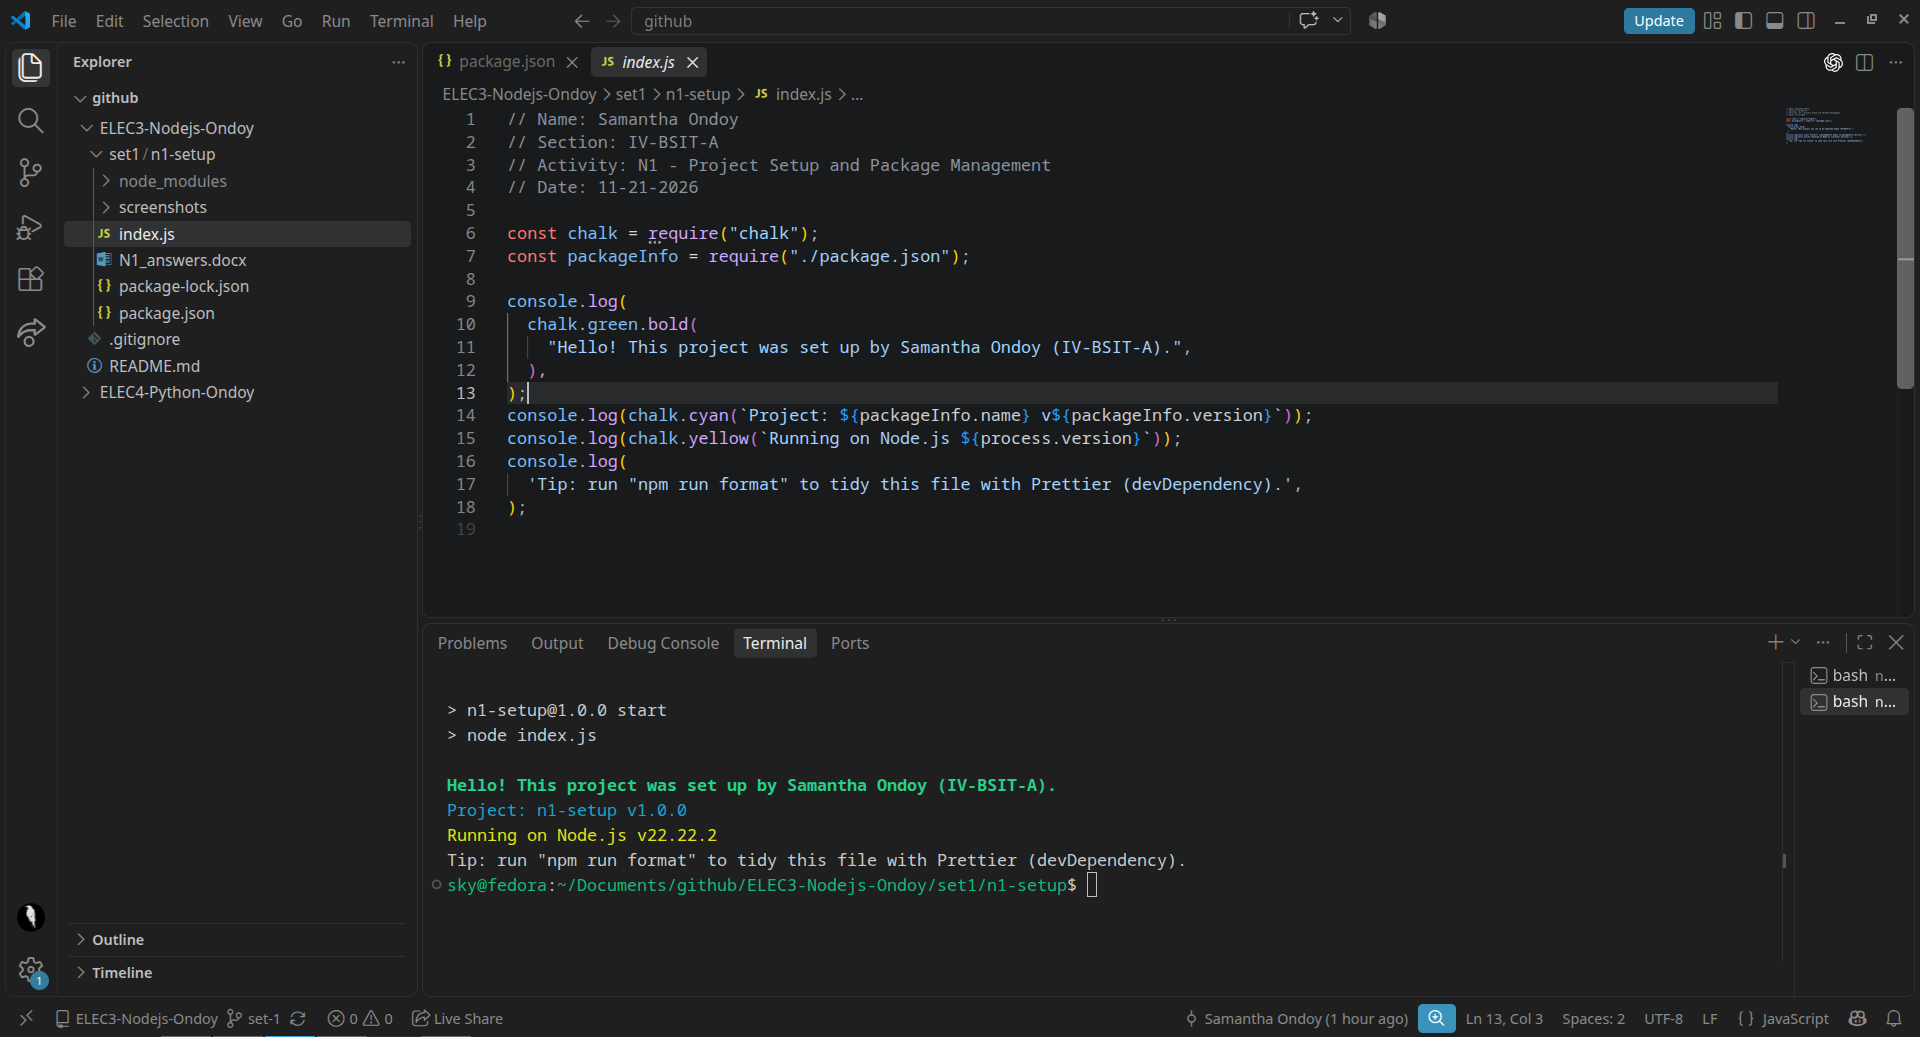 File Edit Selection View Go Run Terminal Help
github
Update
Explorer
github
ELEC3-Nodejs-Ondoy
set1 / n1-setup
node_modules
screenshots
JS index.js
N1_answers.docx
{} package-lock.json
{} package.json
.gitignore
README.md
ELEC4-Python-Ondoy
Outline
Timeline
1
{} package.json
JS index.js
ELEC3-Nodejs-Ondoy > set1 > n1-setup > JS index.js > ...
1 // Name: Samantha Ondoy
2 // Section: IV-BSIT-A
3 // Activity: N1 - Project Setup and Package Management
4 // Date: 11-21-2026
5
6 const chalk = require("chalk");
7 const packageInfo = require("./package.json");
8
9 console.log(
10 chalk.green.bold(
11 "Hello! This project was set up by Samantha Ondoy (IV-BSIT-A).",
12 ),
13 );
14 console.log(chalk.cyan(`Project: ${packageInfo.name} v${packageInfo.version}`));
15 console.log(chalk.yellow(`Running on Node.js ${process.version}`));
16 console.log(
17 'Tip: run "npm run format" to tidy this file with Prettier (devDependency).',
18 );
19
Problems Output Debug Console Terminal Ports
> n1-setup@1.0.0 start
> node index.js
Hello! This project was set up by Samantha Ondoy (IV-BSIT-A).
Project: n1-setup v1.0.0
Running on Node.js v22.22.2
Tip: run "npm run format" to tidy this file with Prettier (devDependency).
sky@fedora:~/Documents/github/ELEC3-Nodejs-Ondoy/set1/n1-setup$
bash n...
bash n...
ELEC3-Nodejs-Ondoy set-1 0 0 Live Share
Samantha Ondoy (1 hour ago) Ln 13, Col 3 Spaces: 2 UTF-8 LF {} JavaScript